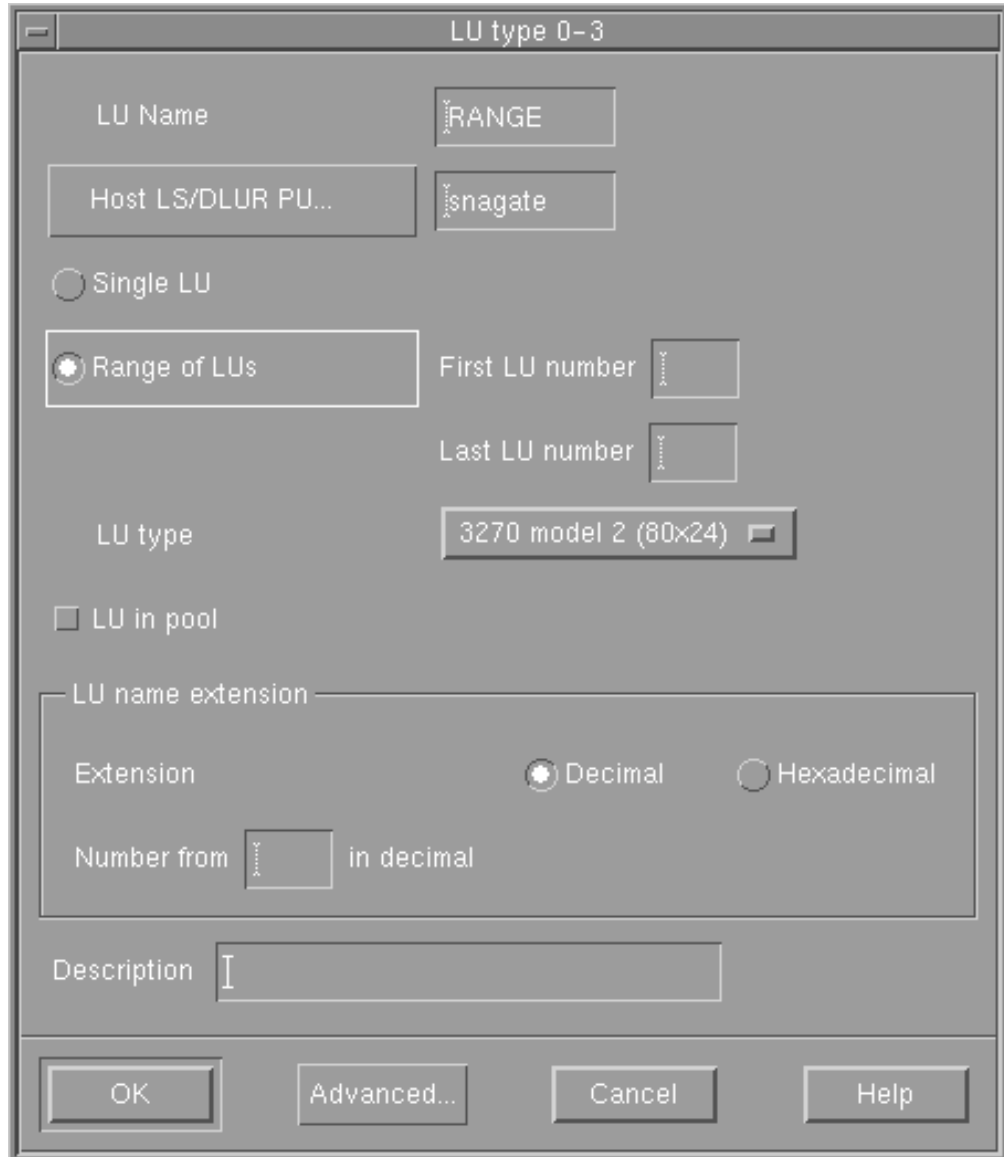 LU type 0-3
LU Name RANGE
Host LS/DLUR PU... snagate
Single LU
Range of LUs First LU number
Last LU number
LU type 3270 model 2 (80x24)
LU in pool
LU name extension
Extension Decimal Hexadecimal
Number from in decimal
Description
OK Advanced... Cancel Help